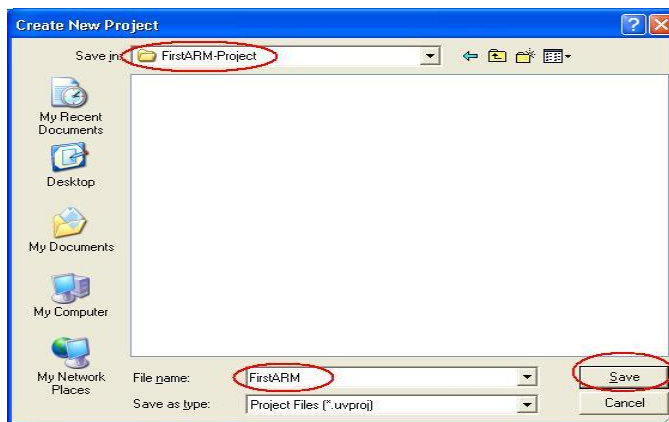 Create New Project
Save in: FirstARM-Project
My Recent
Documents
Desktop
My Documents
My Computer
My Network
Places
File name: FirstARM Save
Save as type: Project Files (*.uvproj) Cancel